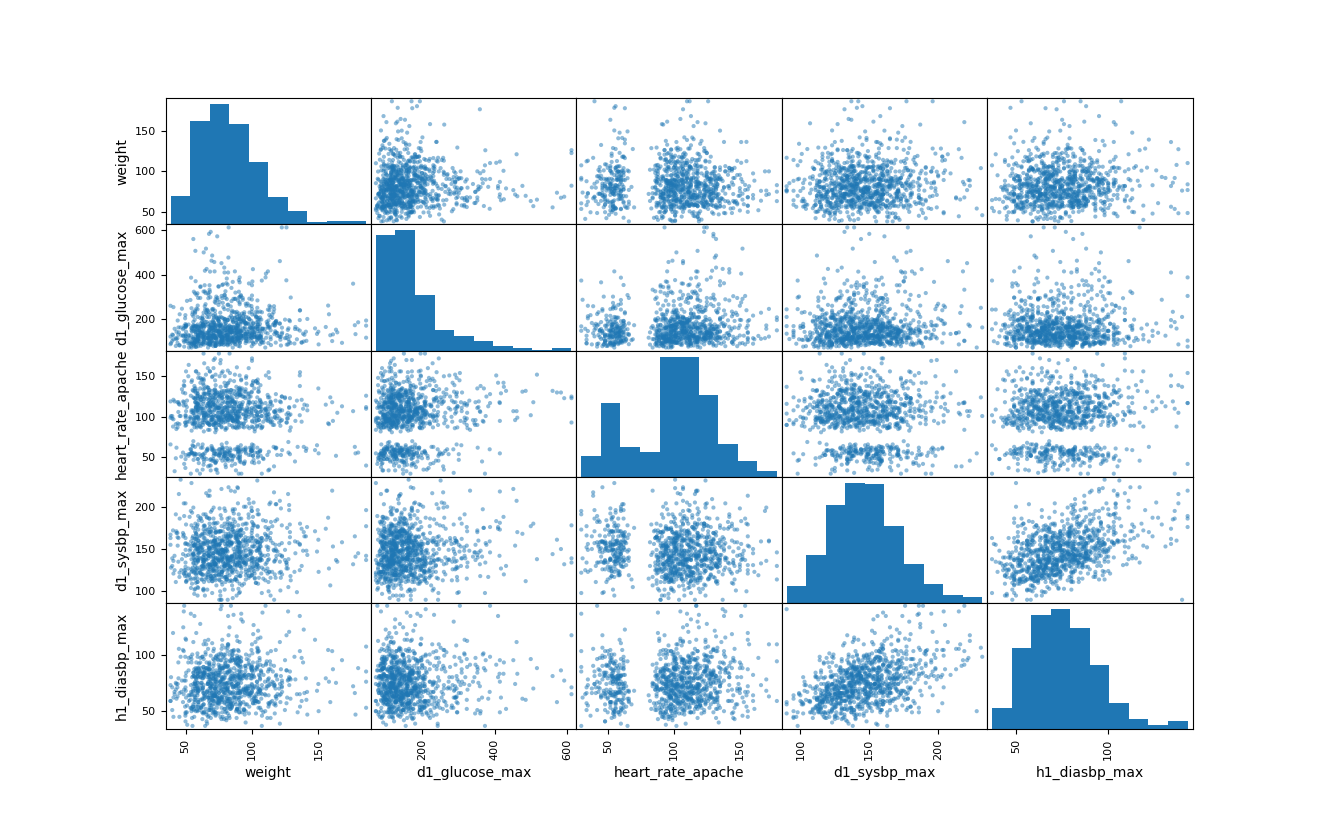 weight
150
100
50
d1_glucose_max
600
400
200
heart_rate_apache
150
100
50
d1_sysbp_max
200
150
100
h1_diasbp_max
100
50
50 100 150 200 400 600 50 100 150 100 150 200 50 100
weight d1_glucose_max heart_rate_apache d1_sysbp_max h1_diasbp_max